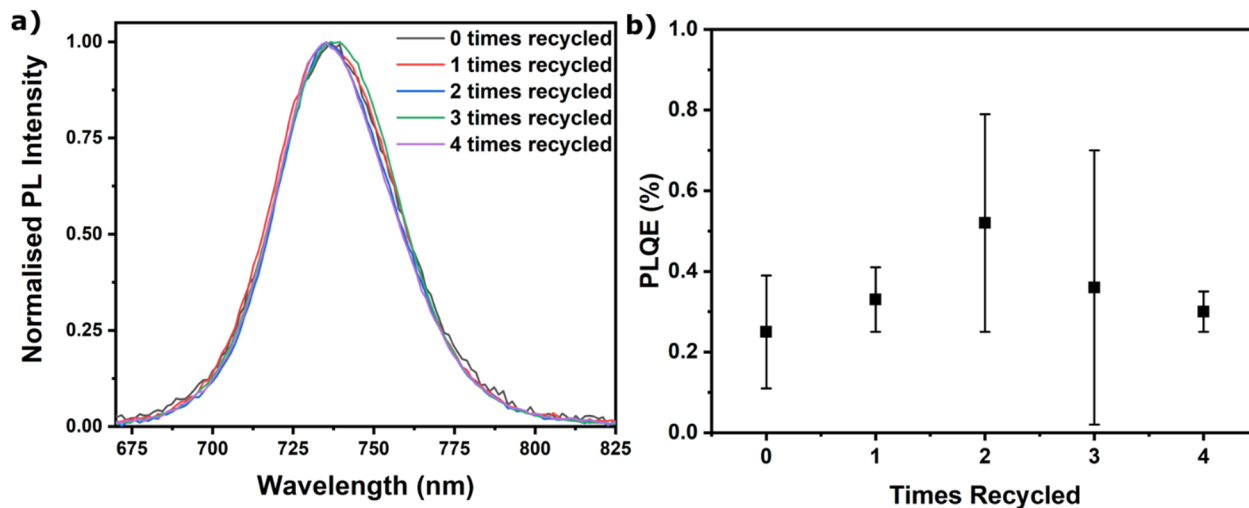 a)
Normalised PL Intensity
1.00
0.75
0.50
0.25
0.00
0 times recycled
1 times recycled
2 times recycled
3 times recycled
4 times recycled
675 700 725 750 775 800 825
Wavelength (nm)
b)
PLQE (%)
1.0
0.8
0.6
0.4
0.2
0.0
0 1 2 3 4
Times Recycled